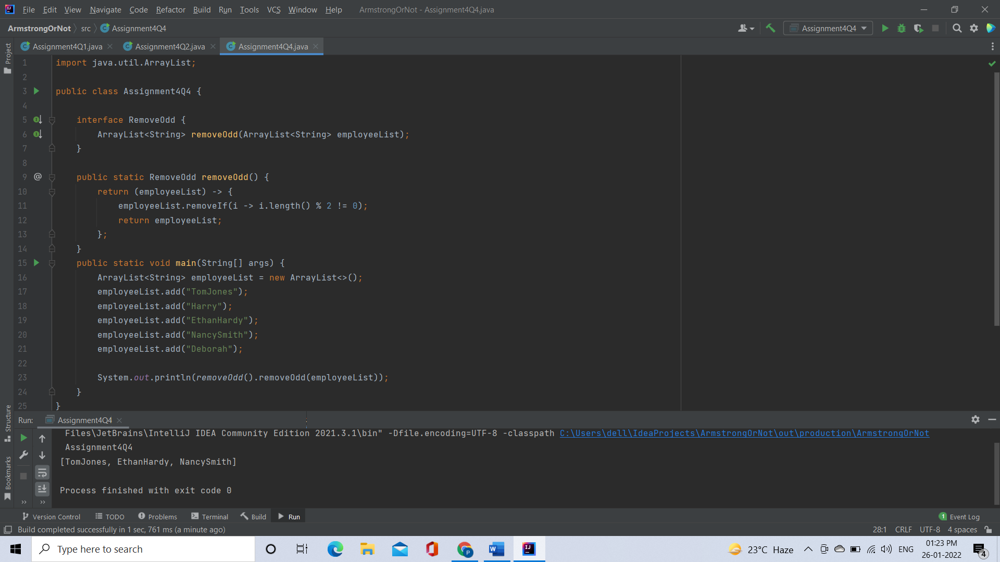 File Edit View Navigate Code Refactor Build Run Tools VCS Window Help ArmstrongOrNot - Assignment4Q4.java
ArmstrongOrNot src Assignment4Q4 Assignment4Q4
Assignment4Q1.java Assignment4Q2.java Assignment4Q4.java
Project
1 import java.util.ArrayList;
2
3 public class Assignment4Q4 {
4
5 interface RemoveOdd {
6 ArrayList<String> removeOdd(ArrayList<String> employeeList);
7 }
8
9 @ public static RemoveOdd removeOdd() {
10 return (employeeList) -> {
11 employeeList.removeIf(i -> i.length() % 2 != 0);
12 return employeeList;
13 };
14 }
15 public static void main(String[] args) {
16 ArrayList<String> employeeList = new ArrayList<>();
17 employeeList.add("TomJones");
18 employeeList.add("Harry");
19 employeeList.add("EthanHardy");
20 employeeList.add("NancySmith");
21 employeeList.add("Deborah");
22
23 System.out.println(removeOdd().removeOdd(employeeList));
24 }
25 }
Structure
Bookmarks
Run: Assignment4Q4
Files\JetBrains\IntelliJ IDEA Community Edition 2021.3.1\bin" -Dfile.encoding=UTF-8 -classpath C:\Users\dell\IdeaProjects\ArmstrongOrNot\out\production\ArmstrongOrNot
Assignment4Q4
[TomJones, EthanHardy, NancySmith]
Process finished with exit code 0
Version Control TODO Problems Terminal Build Run 1 Event Log
Build completed successfully in 1 sec, 761 ms (a minute ago) 28:1 CRLF UTF-8 4 spaces
Type here to search 23°C Haze ENG 01:23 PM
26-01-2022 4